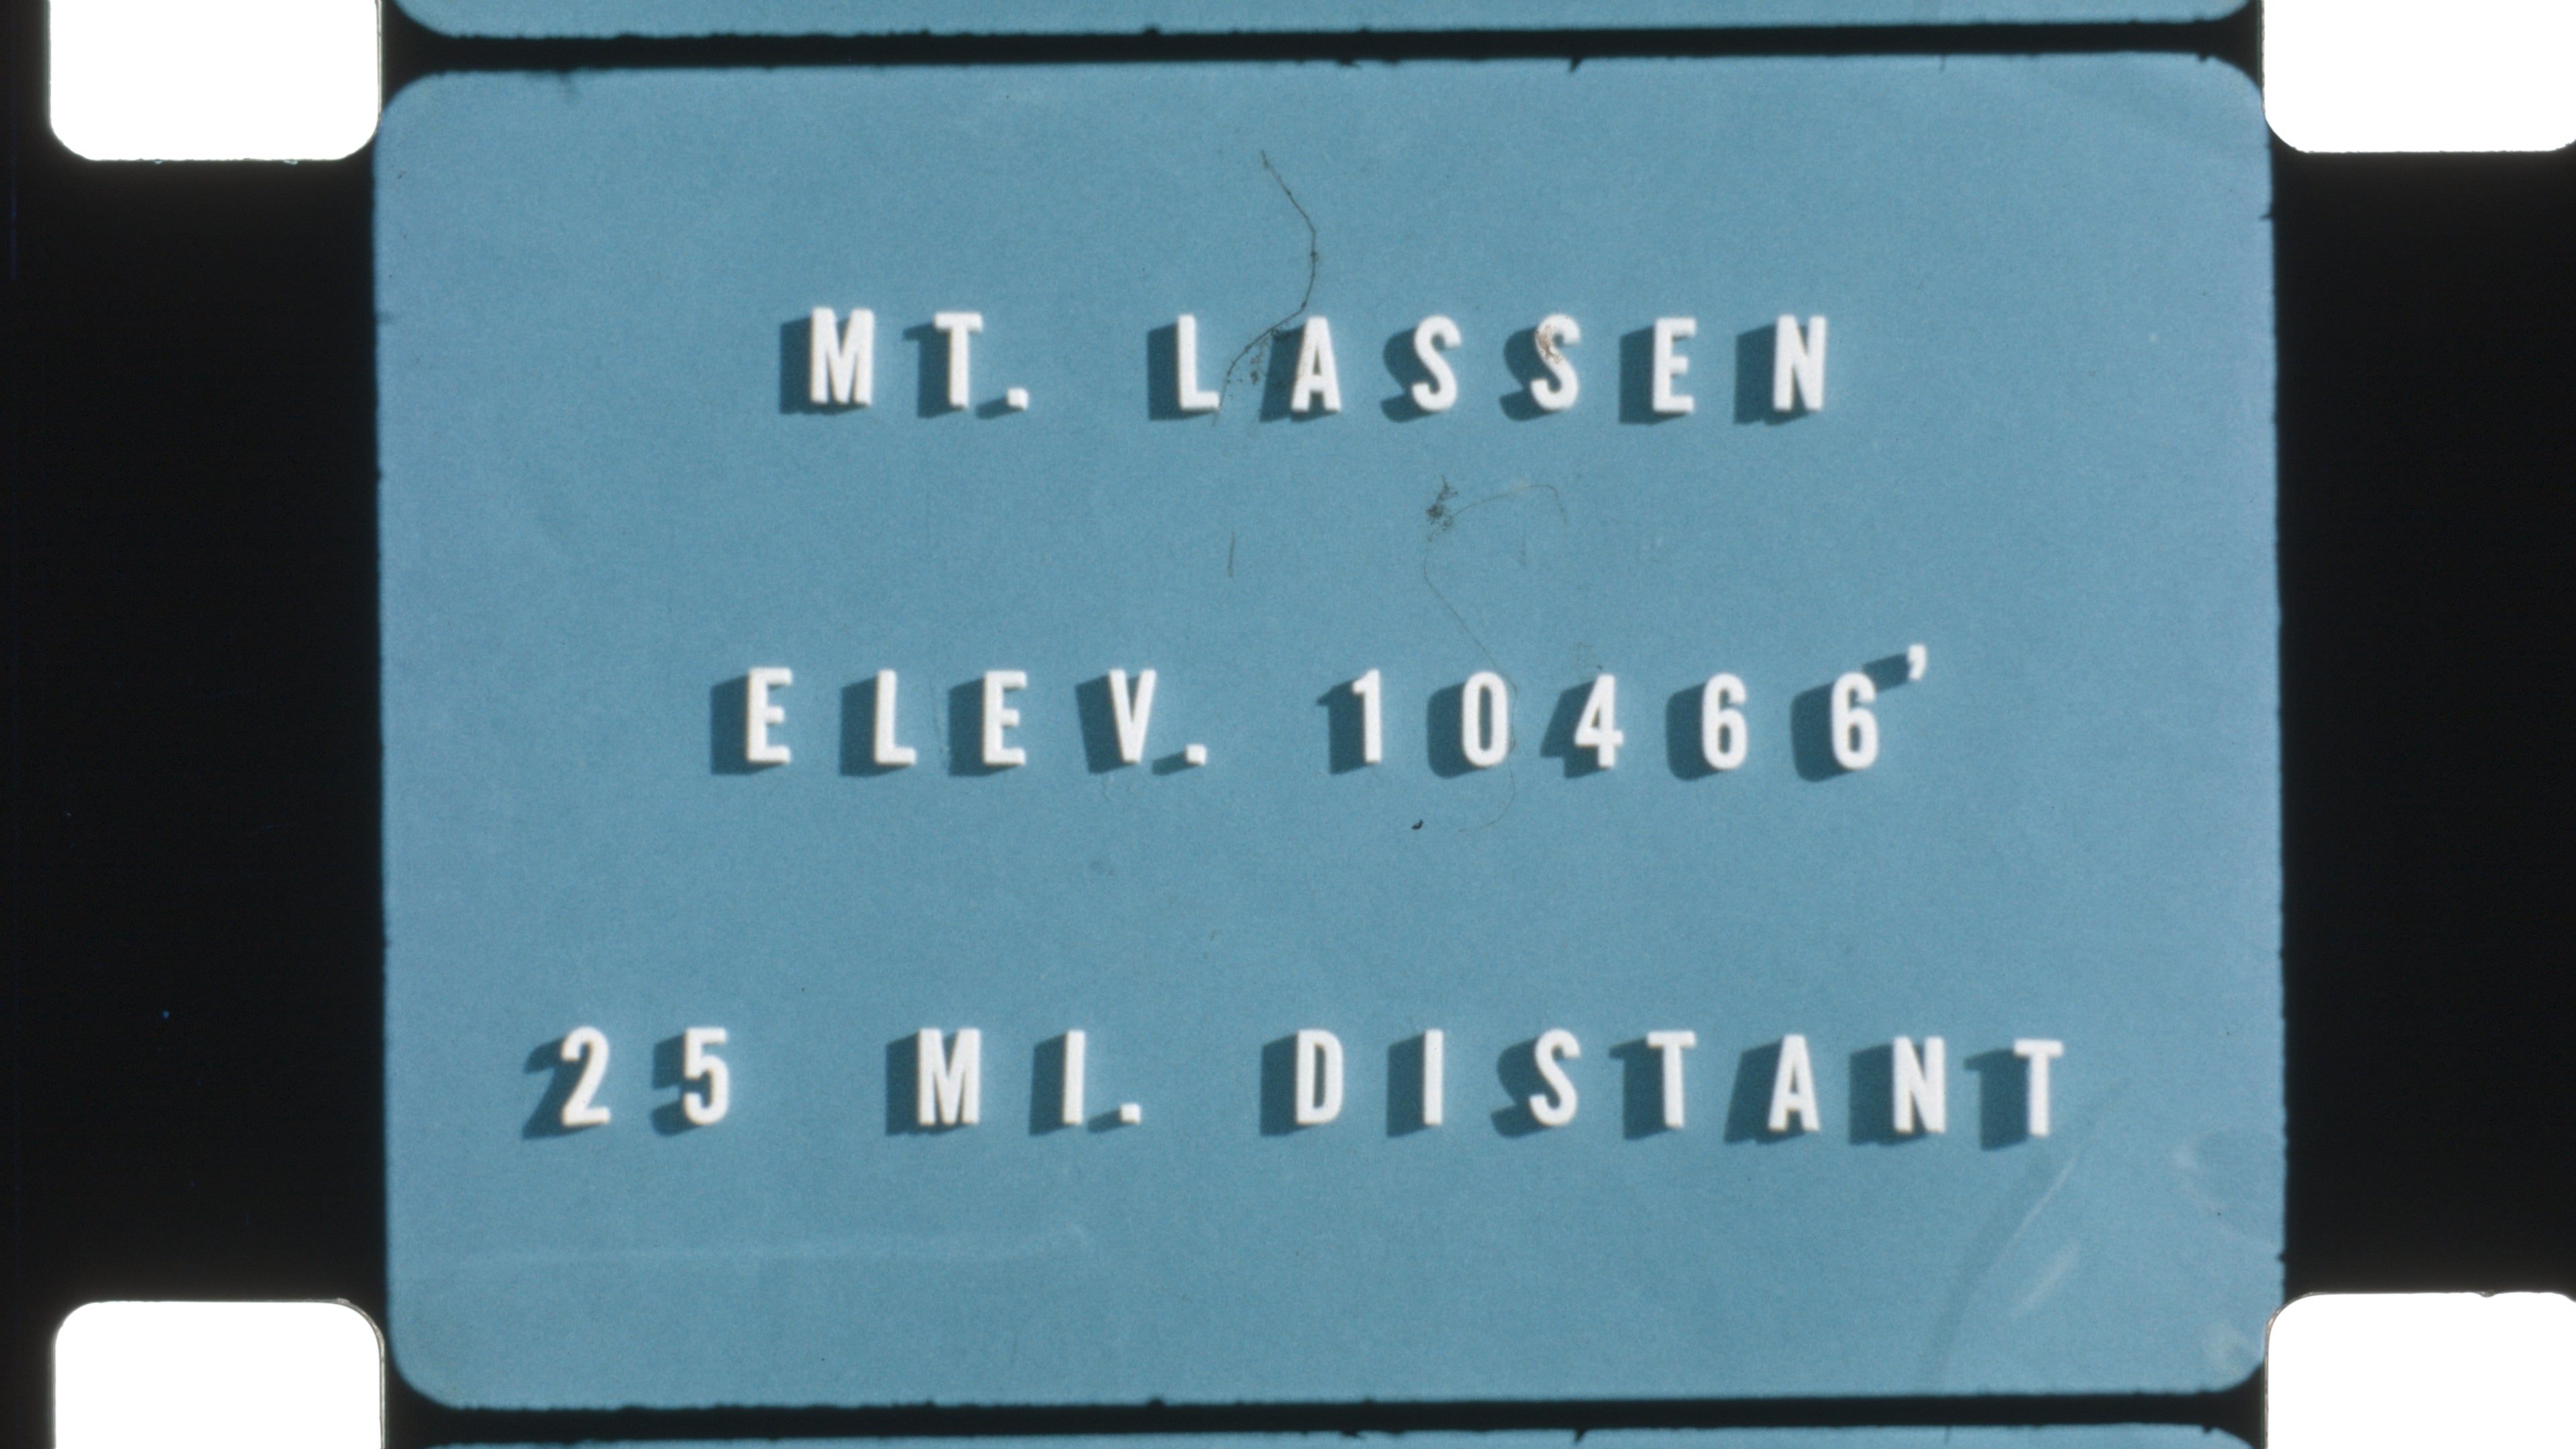 MT. LASSEN
ELEV. 10466'
25 MI. DISTANT